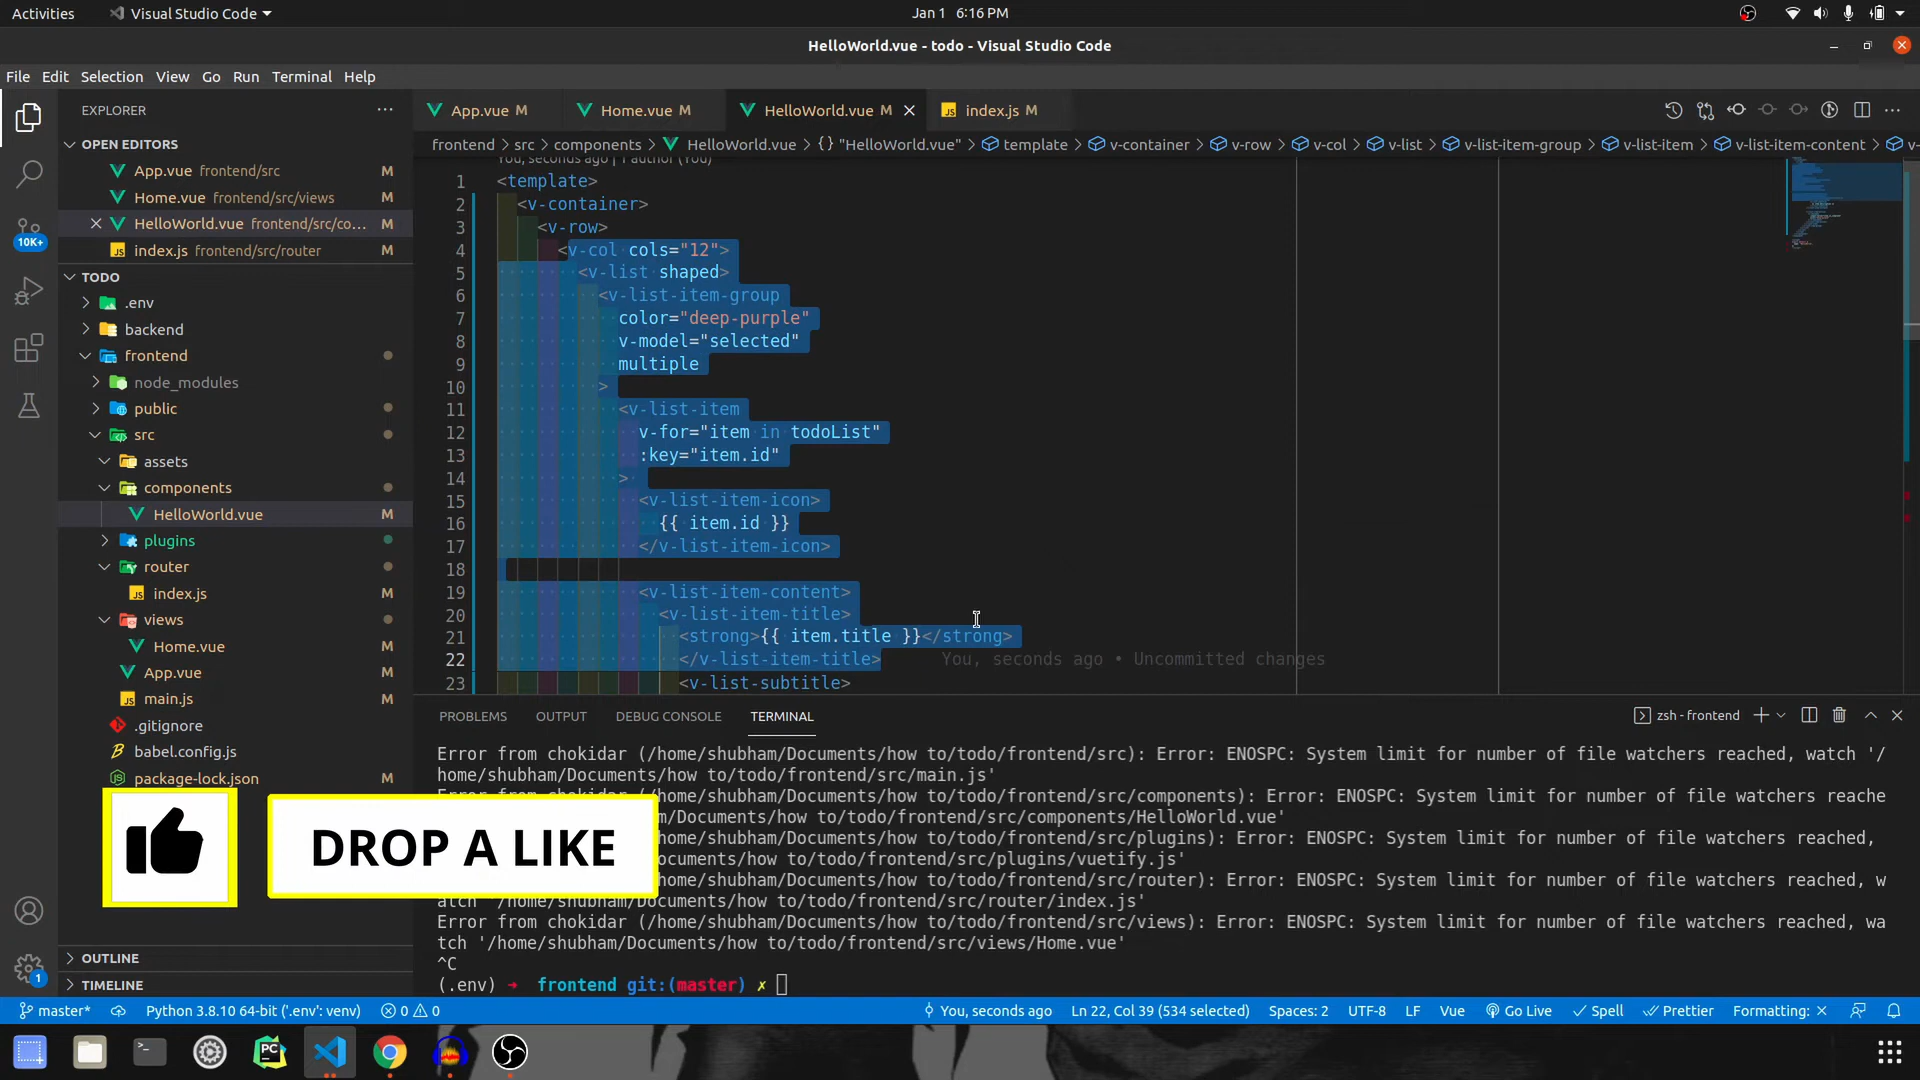 Activities
Visual Studio Code
Jan 1 6:16 PM
HelloWorld.vue - todo - Visual Studio Code
File Edit Selection View Go Run Terminal Help
EXPLORER
OPEN EDITORS
App.vue frontend/src M
Home.vue frontend/src/views M
HelloWorld.vue frontend/src/co... M
index.js frontend/src/router M
TODO
.env
backend
frontend
node_modules
public
src
assets
components
HelloWorld.vue M
plugins
router
index.js M
views M
Home.vue M
App.vue M
main.js M
.gitignore
babel.config.js
package-lock.json M
OUTLINE
TIMELINE
10K+
1
App.vue M
Home.vue M
HelloWorld.vue M
index.js M
frontend > src > components > HelloWorld.vue > {} "HelloWorld.vue" > template > v-container > v-row > v-col > v-list > v-list-item-group > v-list-item > v-list-item-content > v-
You, seconds ago | 1 author (You)
1 <template>
2 <v-container>
3 <v-row>
4 <v-col cols="12">
5 <v-list shaped>
6 <v-list-item-group
7 color="deep-purple"
8 v-model="selected"
9 multiple
10 >
11 <v-list-item
12 v-for="item in todoList"
13 :key="item.id"
14 >
15 <v-list-item-icon>
16 {{ item.id }}
17 </v-list-item-icon>
18
19 <v-list-item-content>
20 <v-list-item-title>
21 <strong>{{ item.title }}</strong>
22 </v-list-item-title> You, seconds ago • Uncommitted changes
23 <v-list-subtitle>
PROBLEMS OUTPUT DEBUG CONSOLE TERMINAL
zsh - frontend
Error from chokidar (/home/shubham/Documents/how to/todo/frontend/src): Error: ENOSPC: System limit for number of file watchers reached, watch '/
home/shubham/Documents/how to/todo/frontend/src/main.js'
Error from chokidar (/home/shubham/Documents/how to/todo/frontend/src/components): Error: ENOSPC: System limit for number of file watchers reache
m/Documents/how to/todo/frontend/src/components/HelloWorld.vue'
/home/shubham/Documents/how to/todo/frontend/src/plugins): Error: ENOSPC: System limit for number of file watchers reached,
ocuments/how to/todo/frontend/src/plugins/vuetify.js'
/home/shubham/Documents/how to/todo/frontend/src/router): Error: ENOSPC: System limit for number of file watchers reached, w
atch '/home/shubham/Documents/how to/todo/frontend/src/router/index.js'
Error from chokidar (/home/shubham/Documents/how to/todo/frontend/src/views): Error: ENOSPC: System limit for number of file watchers reached, wa
tch '/home/shubham/Documents/how to/todo/frontend/src/views/Home.vue'
^C
(.env) ➜ frontend git:(master) ✗
DROP A LIKE
master* Python 3.8.10 64-bit ('.env': venv) 0 0 You, seconds ago Ln 22, Col 39 (534 selected) Spaces: 2 UTF-8 LF Vue Go Live Spell Prettier Formatting: ×
PC